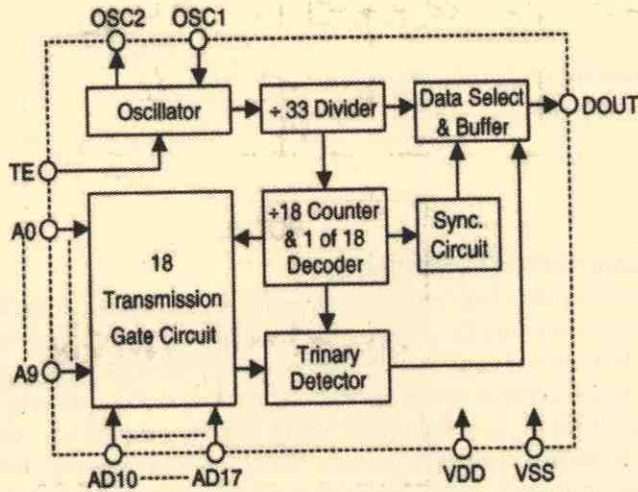 OSC2 OSC1
Oscillator
÷ 33 Divider
Data Select
& Buffer
DOUT
TE
A0
18
Transmission
Gate Circuit
÷18 Counter
& 1 of 18
Decoder
Sync.
Circuit
A9
Trinary
Detector
AD10 AD17 VDD VSS